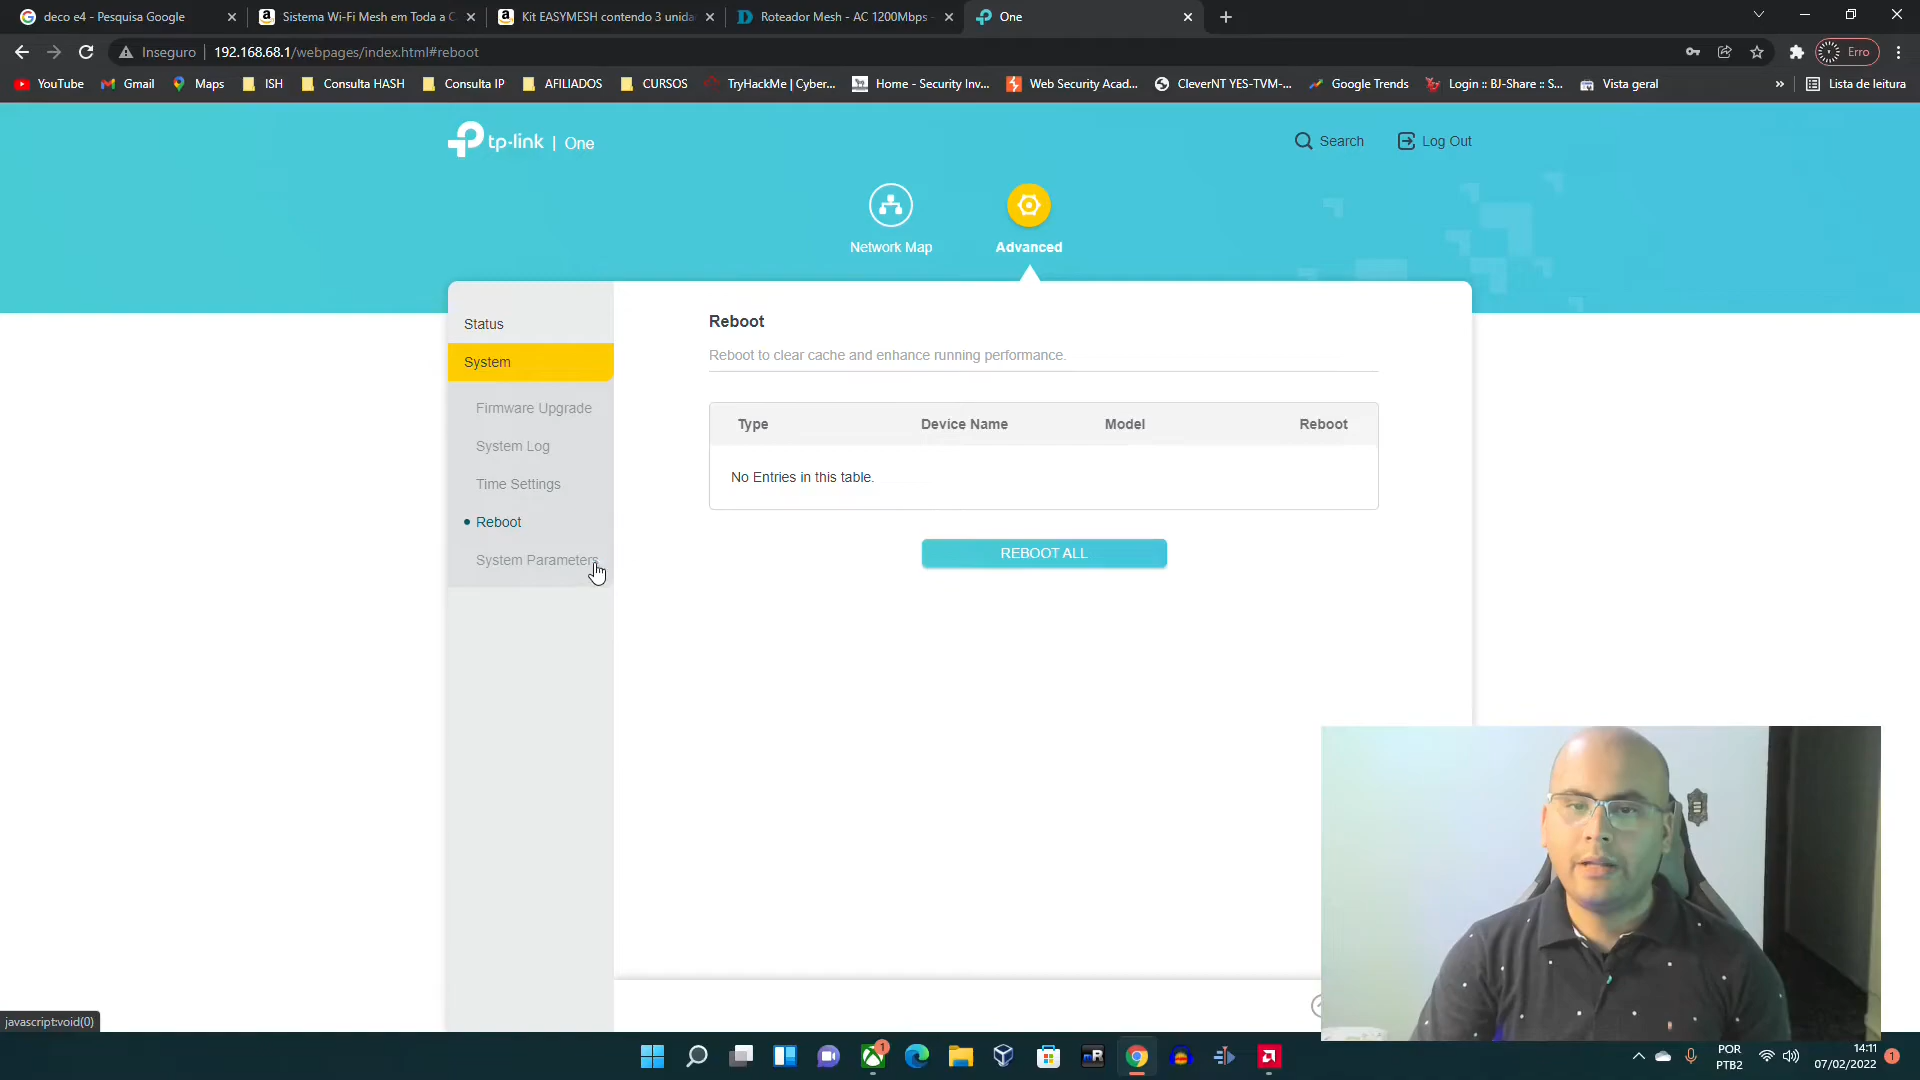 deco e4 - Pesquisa Google
Sistema Wi-Fi Mesh em Toda a C
Kit EASYMESH contendo 3 unida
Roteador Mesh - AC 1200Mbps -
One
Inseguro
192.168.68.1/webpages/index.html#reboot
Erro
YouTube
Gmail
Maps
ISH
Consulta HASH
Consulta IP
AFILIADOS
CURSOS
TryHackMe | Cyber...
Home - Security Inv...
Web Security Acad...
CleverNT YES-TVM-...
Google Trends
Login :: BJ-Share :: S...
Vista geral
»
Lista de leitura
tp-link | One
Search
Log Out
Network Map
Advanced
Status
System
Firmware Upgrade
System Log
Time Settings
Reboot
System Parameters
Reboot
Reboot to clear cache and enhance running performance.
Type Device Name Model Reboot
No Entries in this table.
REBOOT ALL
javascript:void(0)
1
POR
PTB2
14:11
07/02/2022
1